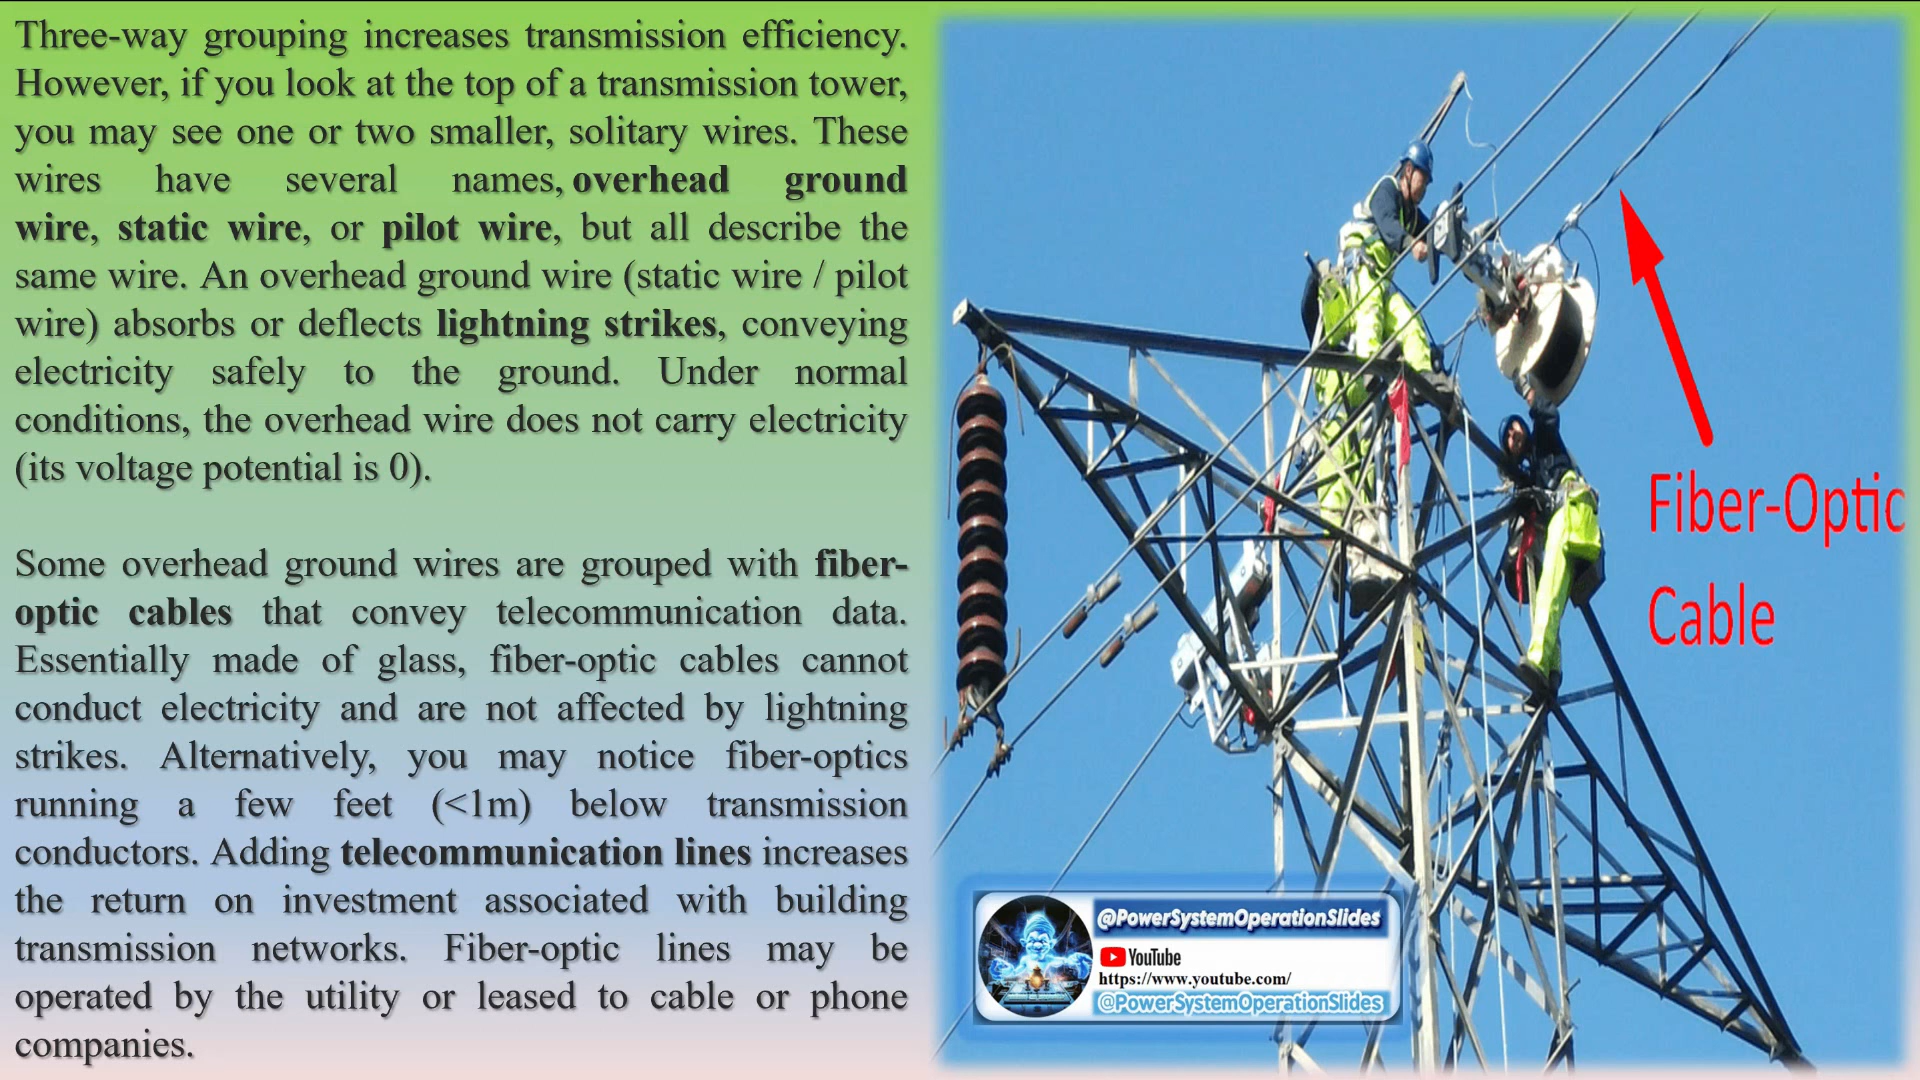 Three-way grouping increases transmission efficiency.
However, if you look at the top of a transmission tower,
you may see one or two smaller, solitary wires. These
wires have several names, overhead ground
wire, static wire, or pilot wire, but all describe the
same wire. An overhead ground wire (static wire / pilot
wire) absorbs or deflects lightning strikes, conveying
electricity safely to the ground. Under normal
conditions, the overhead wire does not carry electricity
(its voltage potential is 0).
Some overhead ground wires are grouped with fiber-
optic cables that convey telecommunication data.
Essentially made of glass, fiber-optic cables cannot
conduct electricity and are not affected by lightning
strikes. Alternatively, you may notice fiber-optics
running a few feet (<1m) below transmission
conductors. Adding telecommunication lines increases
the return on investment associated with building
transmission networks. Fiber-optic lines may be
operated by the utility or leased to cable or phone
companies.
Fiber-Optic
Cable
@PowerSystemOperationSlides
YouTube
https://www.youtube.com/
@PowerSystemOperationSlides